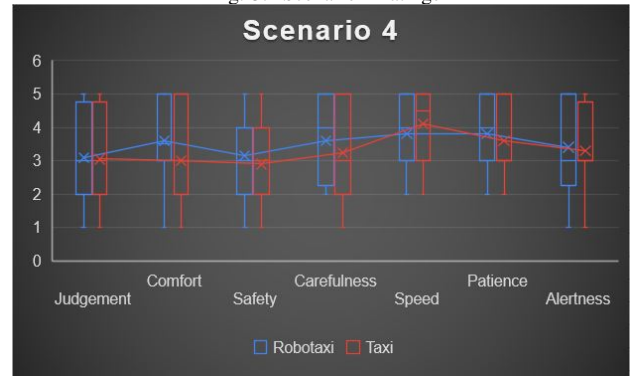 Scenario 4
6
5
4
3
2
1
0
Comfort Carefulness Patience
Judgement Safety Speed Alertness
Robotaxi Taxi